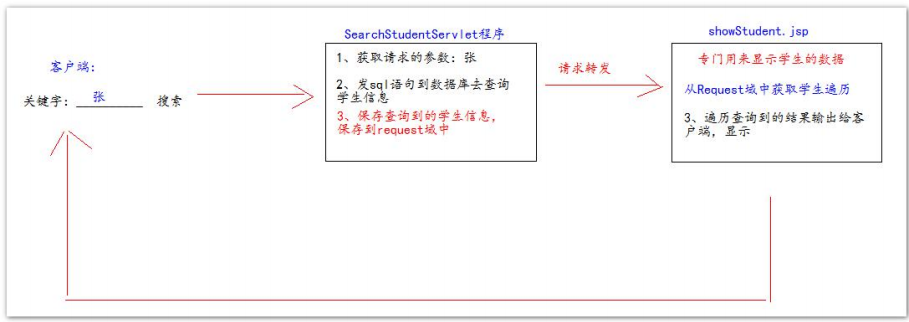 客户端:
关键字: 张 搜索
SearchStudentServlet程序
1、获取请求的参数: 张
2、发sql语句到数据库去查询
学生信息
3、保存查询到的学生信息,
保存到request域中
请求转发
showStudent.jsp
专门用来显示学生的数据
从Request域中获取学生遍历
3、遍历查询到的结果输出给客
户端,显示